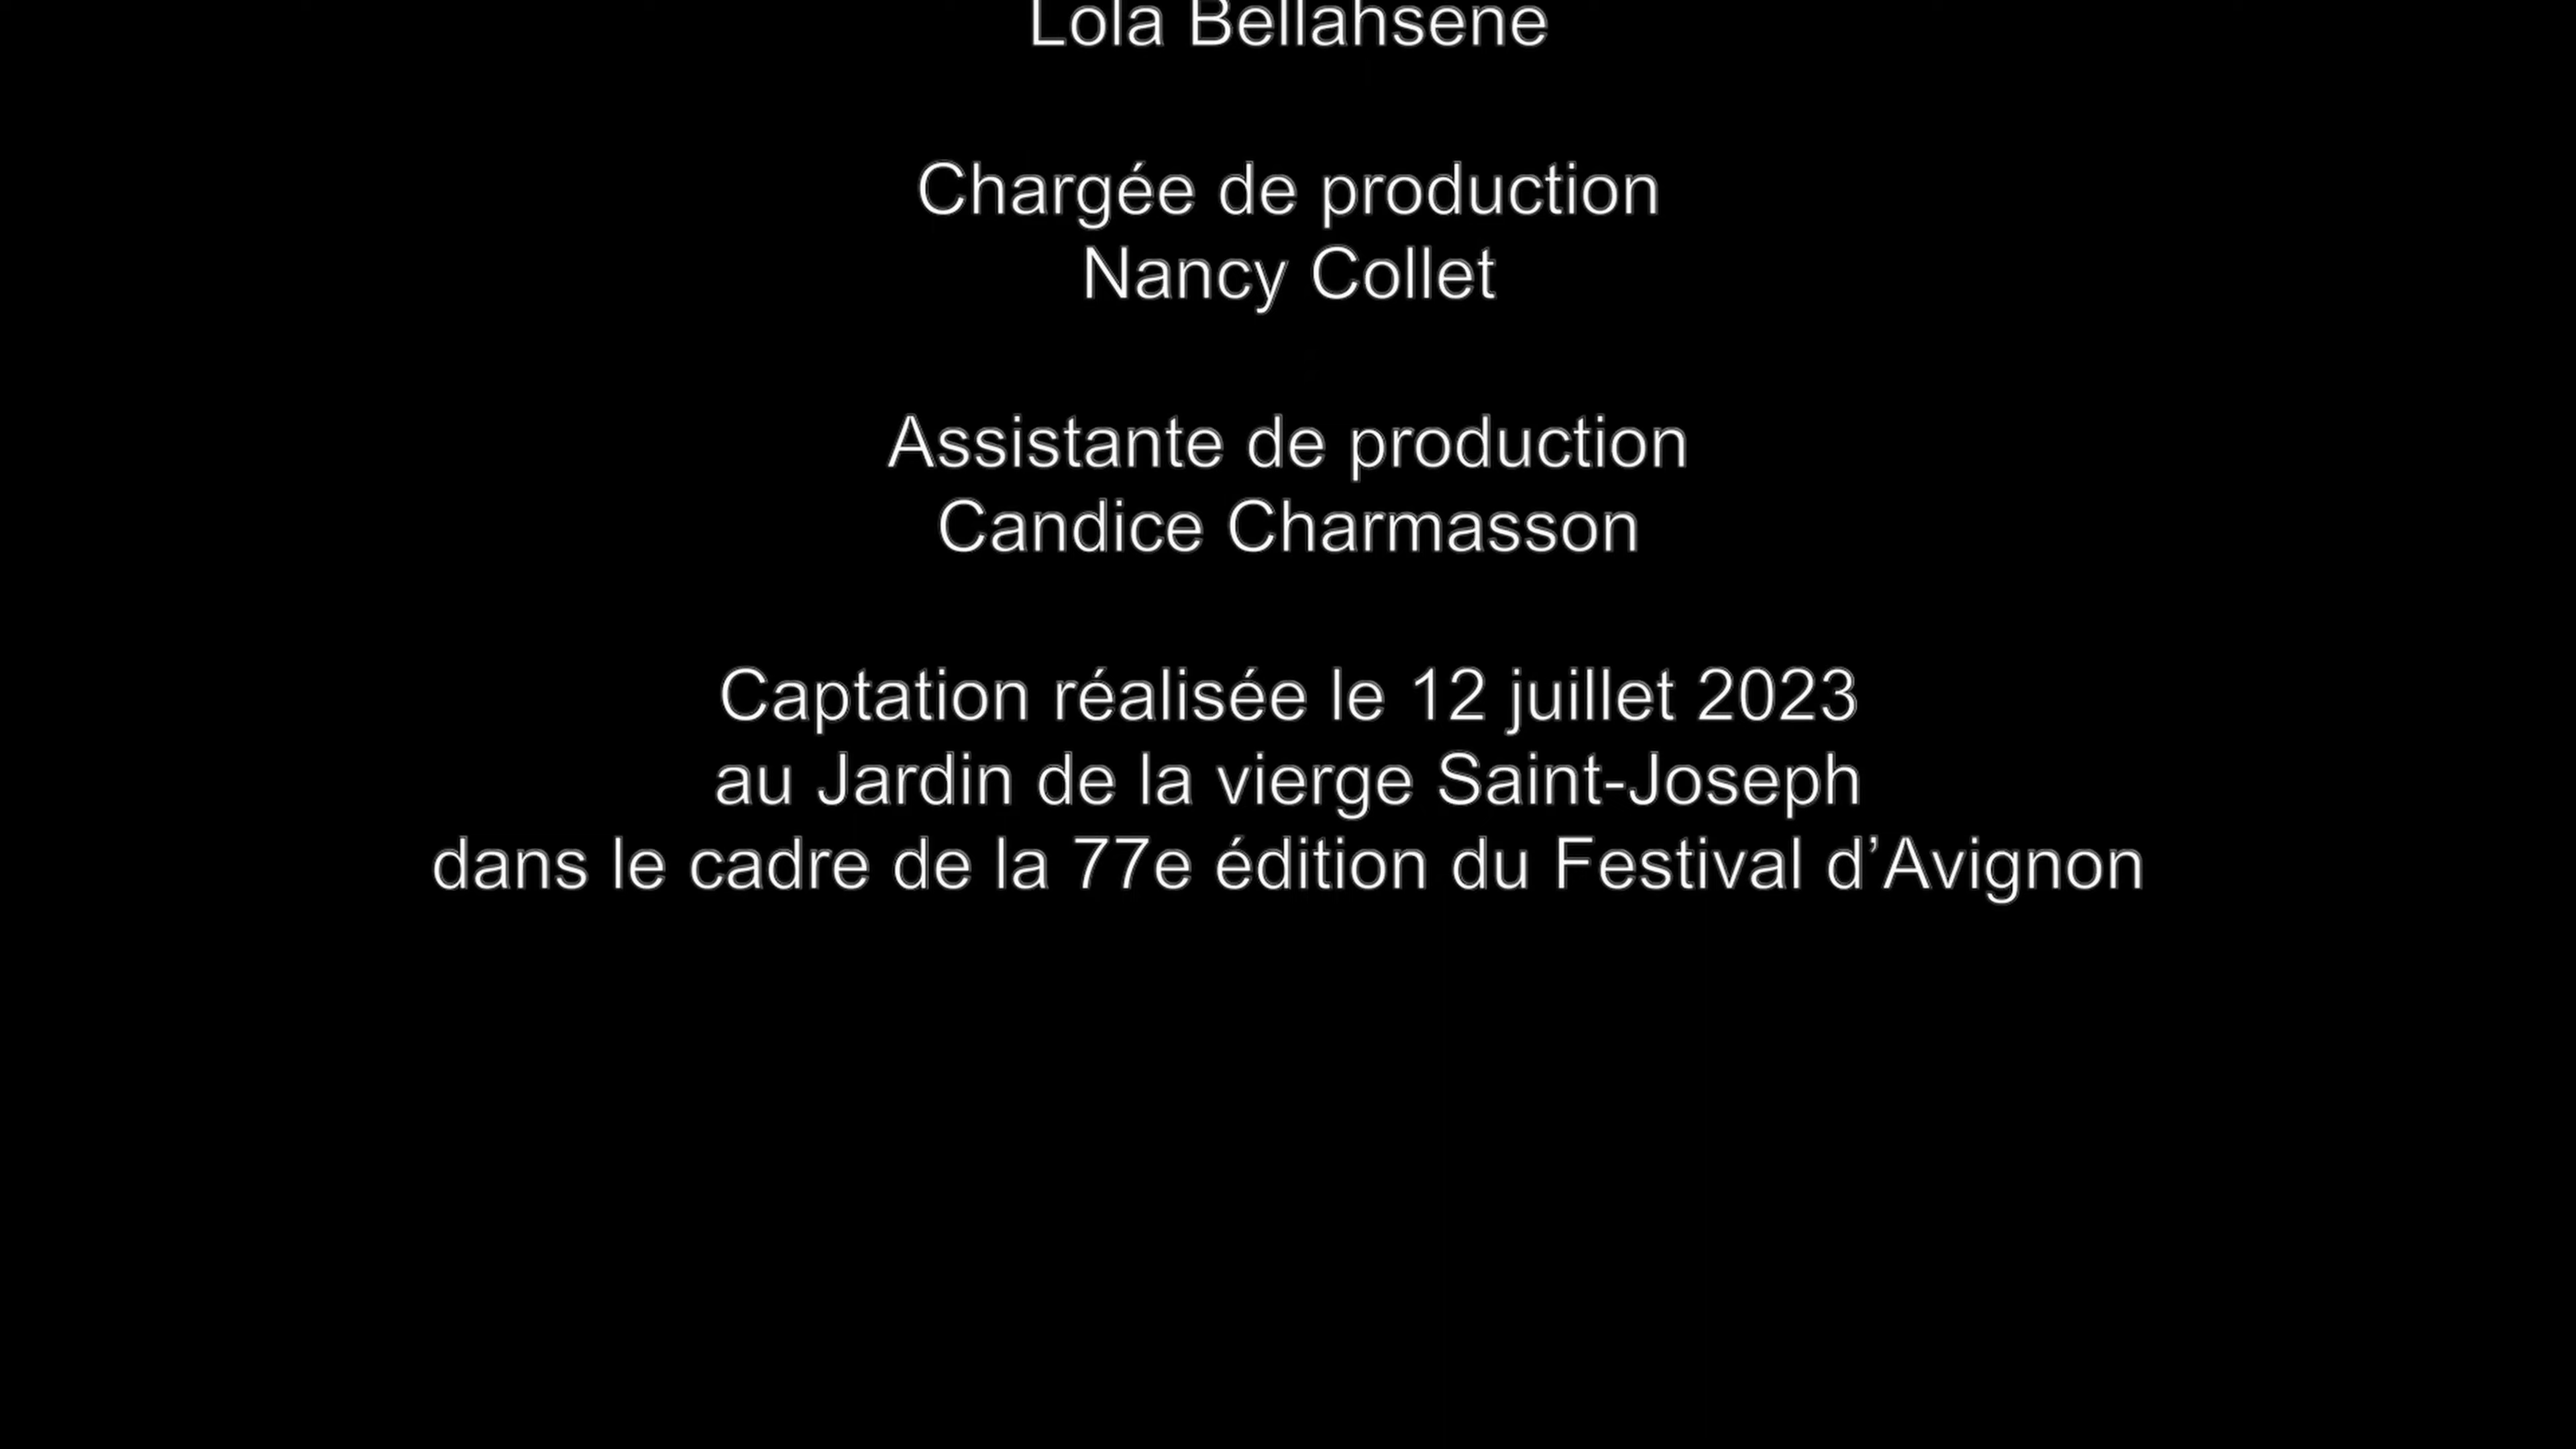 Lola Bellahsene
Chargée de production
Nancy Collet
Assistante de production
Candice Charmasson
Captation réalisée le 12 juillet 2023
au Jardin de la vierge Saint-Joseph
dans le cadre de la 77e édition du Festival d’Avignon